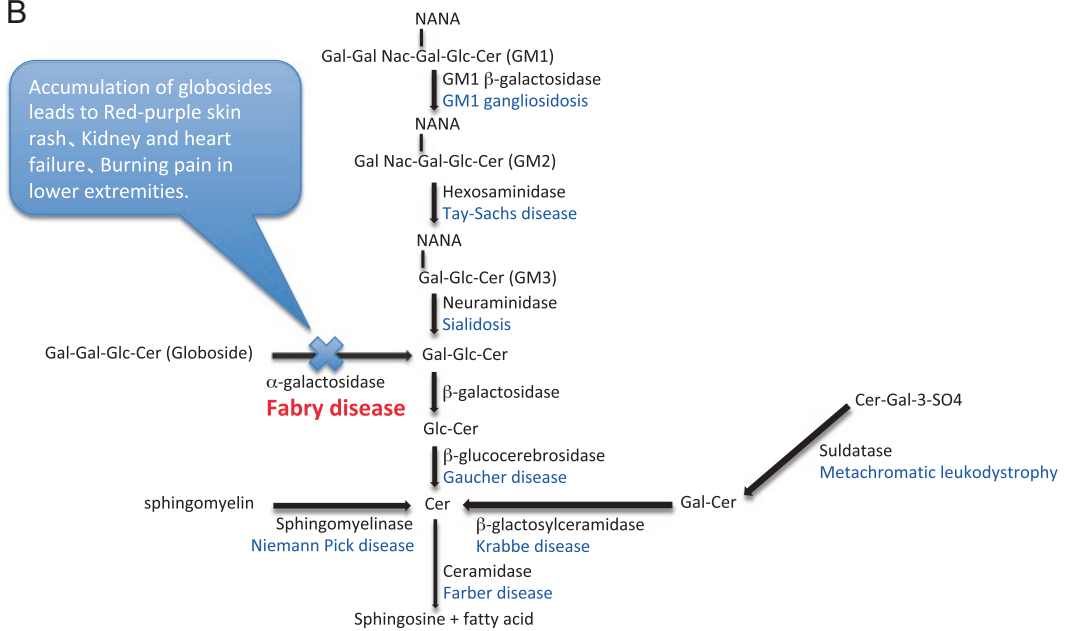 B
NANA
Gal-Gal Nac-Gal-Glc-Cer (GM1)
GM1 β-galactosidase
GM1 gangliosidosis
Accumulation of globosides
leads to Red-purple skin
rash、Kidney and heart
failure、Burning pain in
lower extremities.
NANA
Gal Nac-Gal-Glc-Cer (GM2)
Hexosaminidase
Tay-Sachs disease
NANA
Gal-Glc-Cer (GM3)
Neuraminidase
Sialidosis
Gal-Gal-Glc-Cer (Globoside)
Gal-Glc-Cer
α-galactosidase
Fabry disease
β-galactosidase
Cer-Gal-3-SO4
Glc-Cer
Suldatase
Metachromatic leukodystrophy
β-glucocerebrosidase
Gaucher disease
sphingomyelin
Cer
Gal-Cer
Sphingomyelinase
Niemann Pick disease
β-glactosylceramidase
Krabbe disease
Ceramidase
Farber disease
Sphingosine + fatty acid